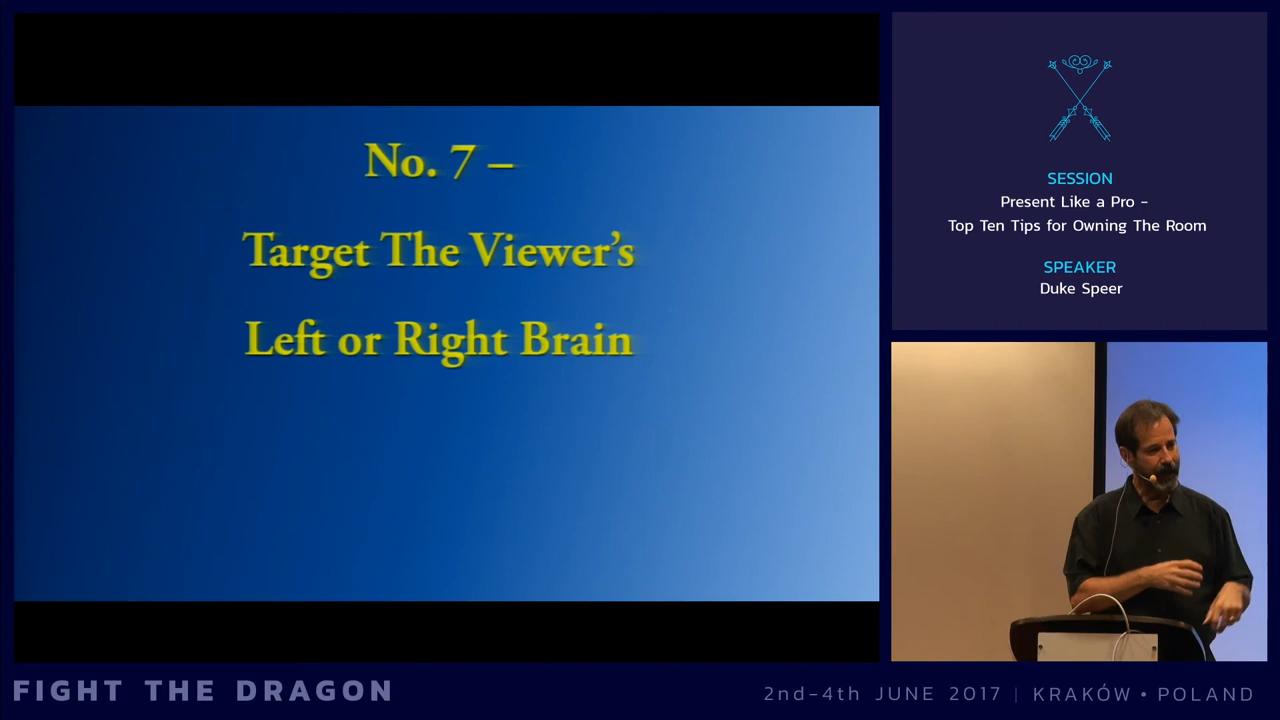 No. 7 –
Target The Viewer’s
Left or Right Brain
SESSION
Present Like a Pro -
Top Ten Tips for Owning The Room
SPEAKER
Duke Speer
FIGHT THE DRAGON
2nd-4th JUNE 2017 | KRAKÓW • POLAND